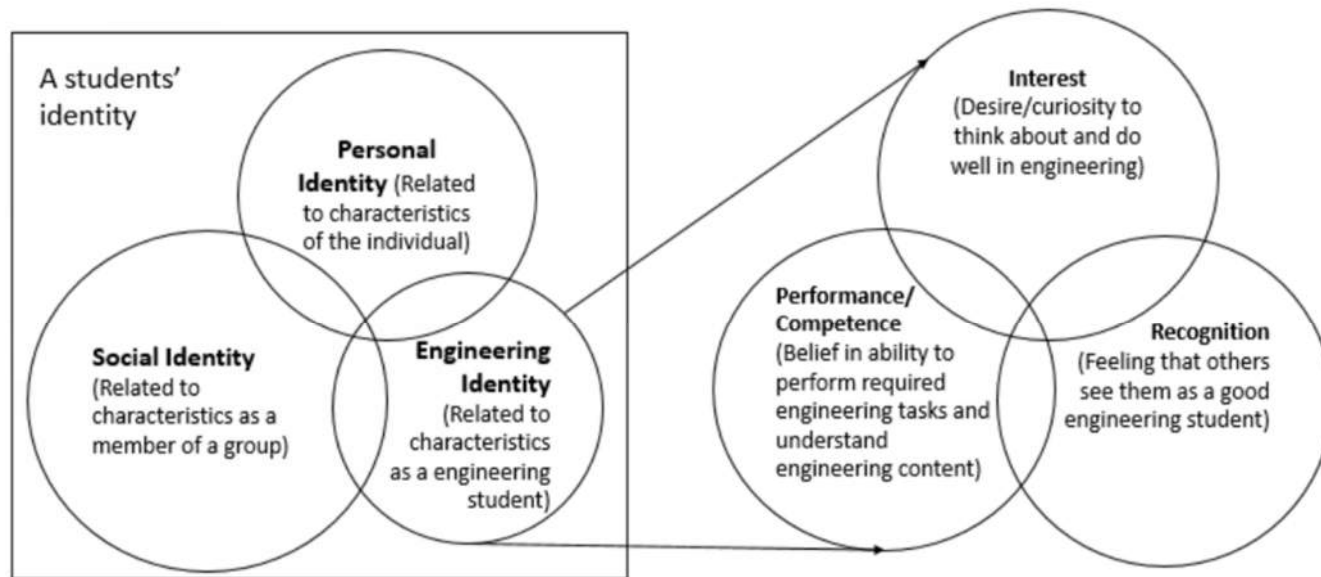 A students'
identity
Personal
Identity (Related
to characteristics
of the individual)
Social Identity
(Related to
characteristics as a
member of a group)
Engineering
Identity
(Related to
characteristics
as a engineering
student)
Interest
(Desire/curiosity to
think about and do
well in engineering)
Performance/
Competence
(Belief in ability to
perform required
engineering tasks and
understand
engineering content)
Recognition
(Feeling that others
see them as a good
engineering student)